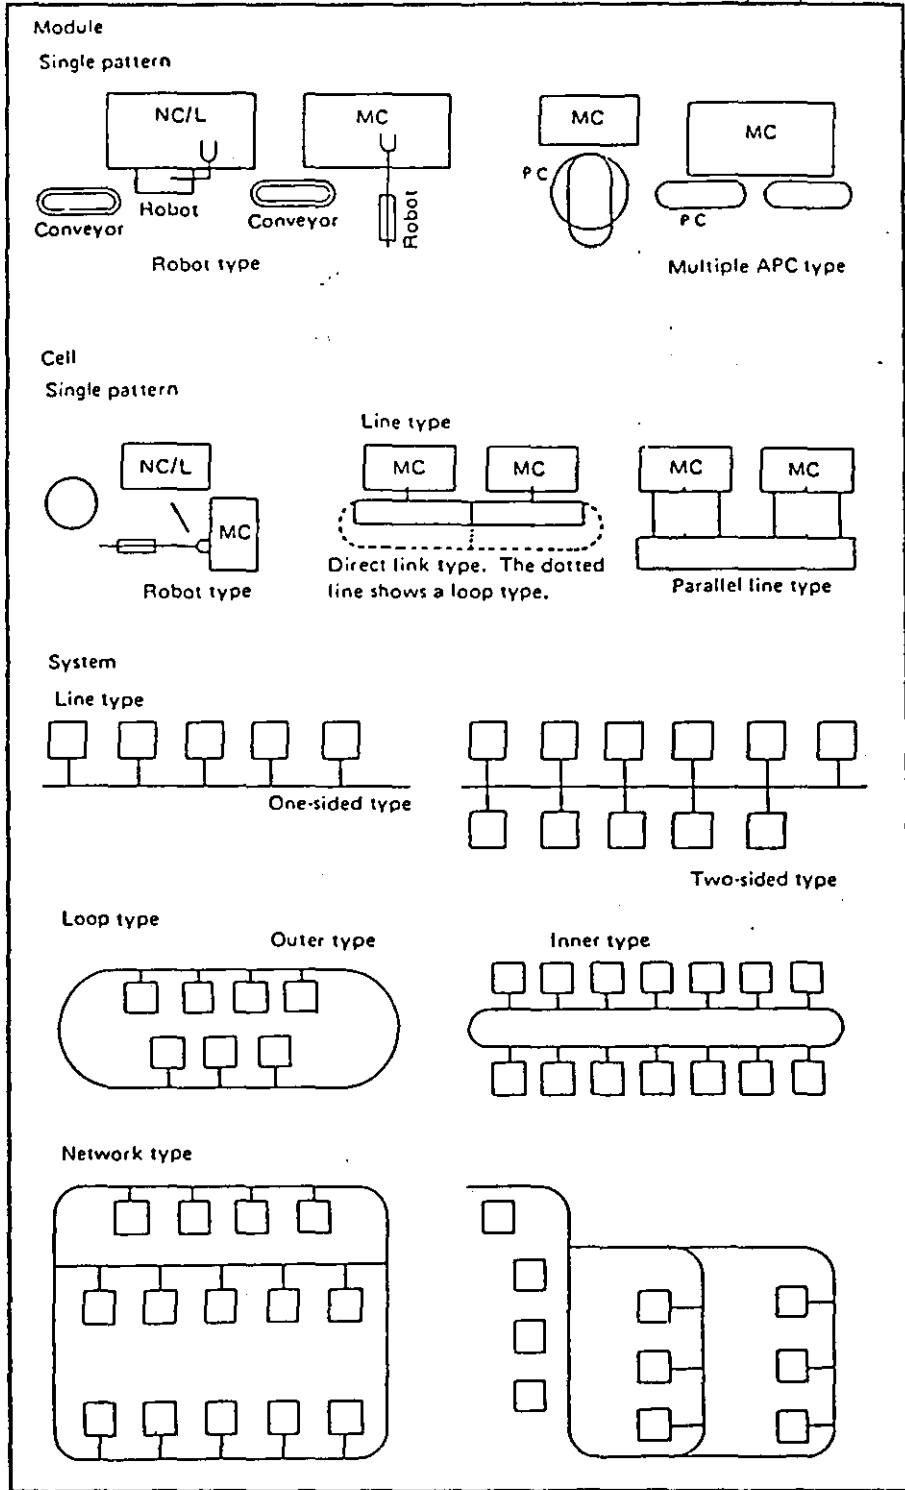 Module
Single pattern
NC/L
MC
MC
MC
PC
Robot
Conveyor
Conveyor
Robot
PC
Robot type
Multiple APC type
Cell
Single pattern
Line type
NC/L
MC
MC
MC
MC
MC
Direct link type. The dotted
line shows a loop type.
Robot type
Parallel line type
System
Line type
One-sided type
Two-sided type
Loop type
Outer type
Inner type
Network type